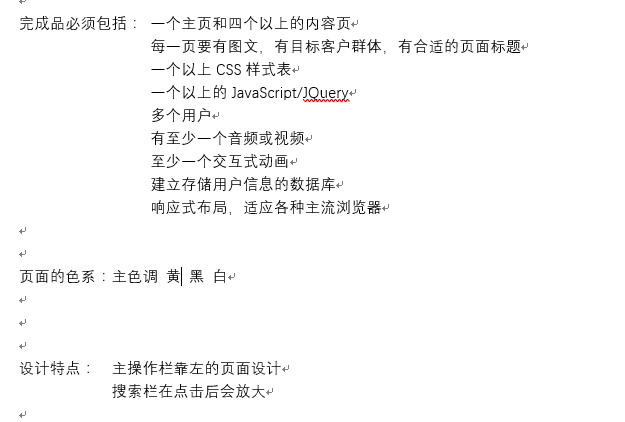 完成品必须包括： 一个主页和四个以上的内容页
每一页要有图文，有目标客户群体，有合适的页面标题
一个以上 CSS 样式表
一个以上的 JavaScript/JQuery
多个用户
有至少一个音频或视频
至少一个交互式动画
建立存储用户信息的数据库
响应式布局，适应各种主流浏览器
页面的色系：主色调 黄 黑 白
设计特点： 主操作栏靠左的页面设计
搜索栏在点击后会放大